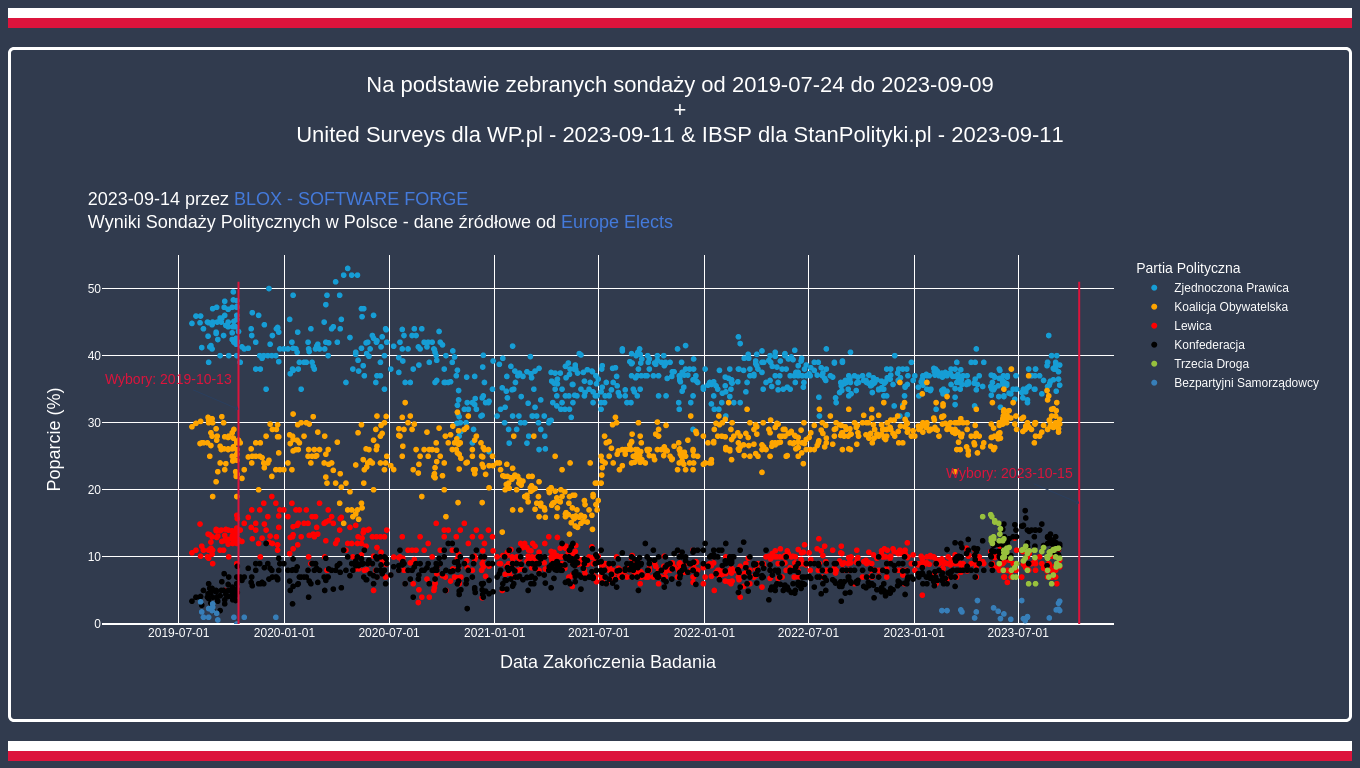 Na podstawie zebranych sondaży od 2019-07-24 do 2023-09-09
+
United Surveys dla WP.pl - 2023-09-11 & IBSP dla StanPolityki.pl - 2023-09-11
2023-09-14 przez BLOX - SOFTWARE FORGE
Wyniki Sondaży Politycznych w Polsce - dane źródłowe od Europe Elects
Partia Polityczna
Zjednoczona Prawica
Koalicja Obywatelska
Lewica
Konfederacja
Trzecia Droga
Bezpartyjni Samorządowcy
Poparcie (%)
50
40
30
20
10
0
Wybory: 2019-10-13
Wybory: 2023-10-15
2019-07-01
2020-01-01
2020-07-01
2021-01-01
2021-07-01
2022-01-01
2022-07-01
2023-01-01
2023-07-01
Data Zakończenia Badania